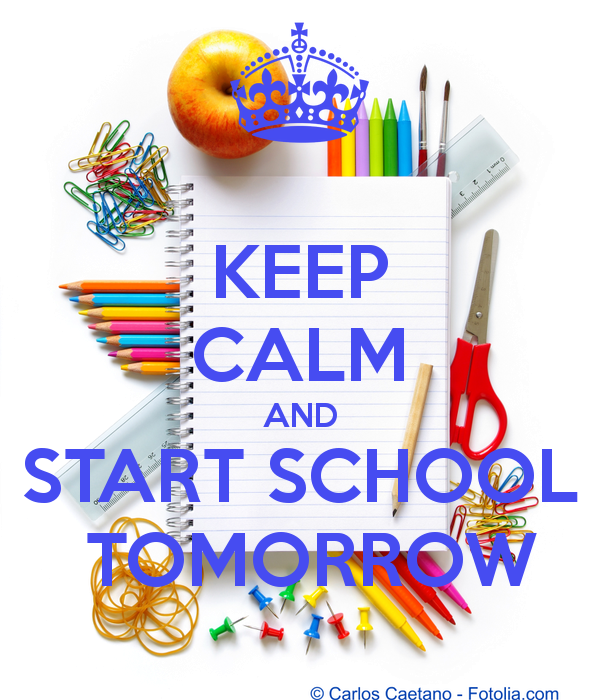 KEEP
CALM
AND
START SCHOOL
TOMORROW
© Carlos Caetano - Fotolia.com